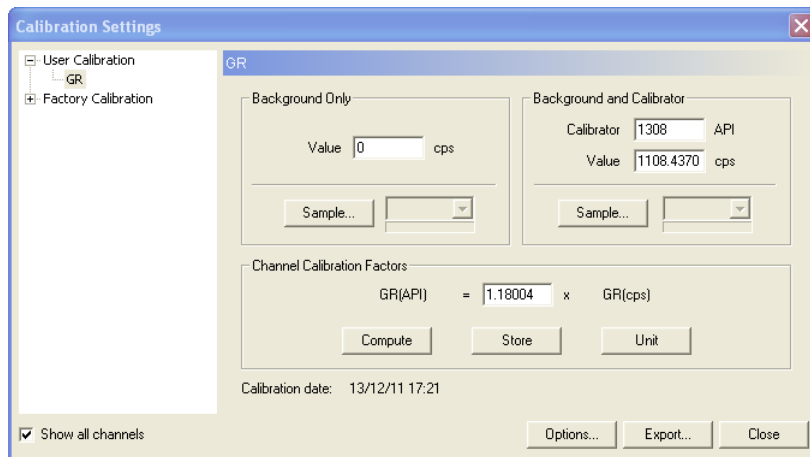 Calibration Settings
User Calibration
GR
Factory Calibration
GR
Background Only
Value 0 cps
Sample...
Background and Calibrator
Calibrator 1308 API
Value 1108.4370 cps
Sample...
Channel Calibration Factors
GR(API) = 1.18004 x GR(cps)
Compute Store Unit
Calibration date: 13/12/11 17:21
Show all channels
Options... Export... Close